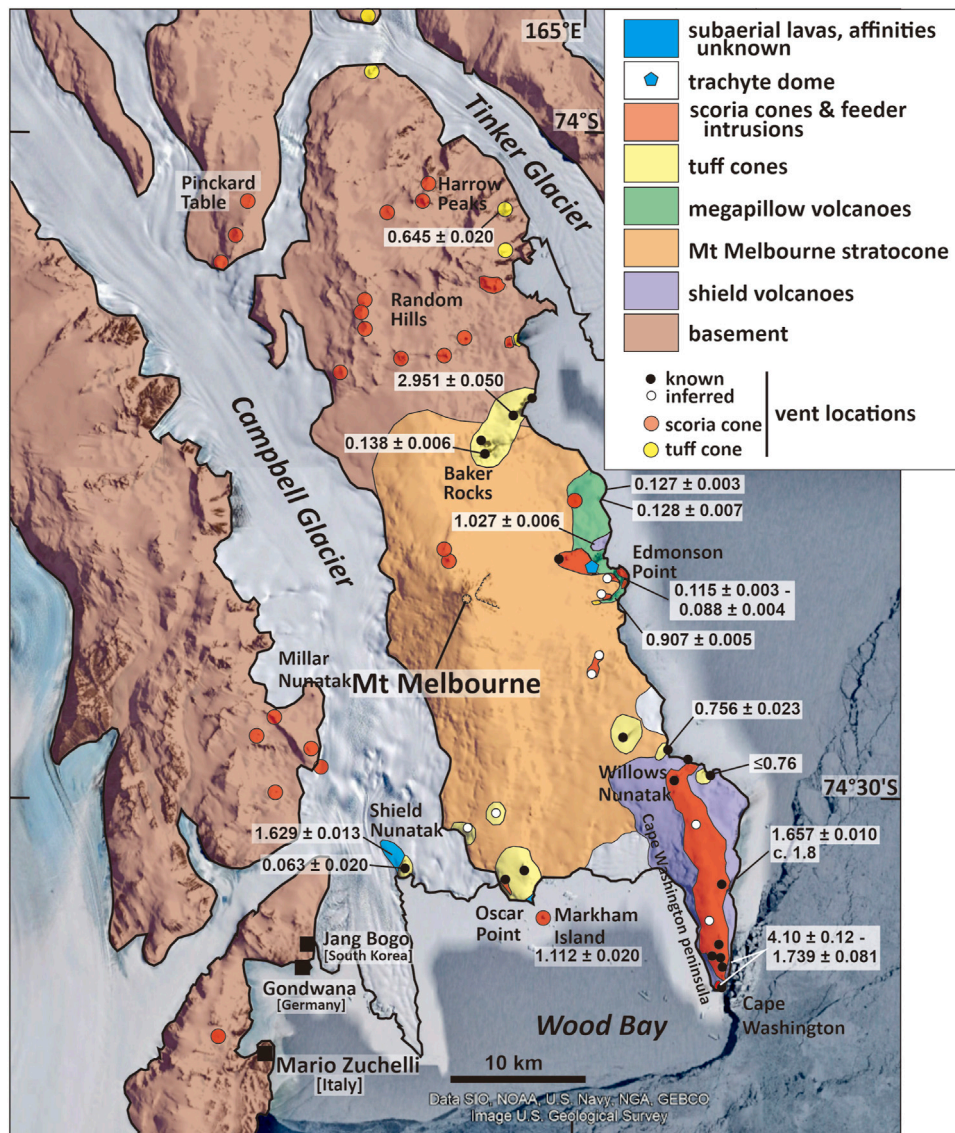 165°E
74°S
Tinker Glacier
Pinckard
Table
Harrow
Peaks
0.645 ± 0.020
Random
Hills
2.951 ± 0.050
Campbell Glacier
0.138 ± 0.006
Baker
Rocks
0.127 ± 0.003
0.128 ± 0.007
1.027 ± 0.006
Edmonson
Point
0.115 ± 0.003 -
0.088 ± 0.004
0.907 ± 0.005
Millar
Nunatak
Mt Melbourne
0.756 ± 0.023
Willows
Nunatak
≤0.76
74°30'S
Shield
Nunatak
1.629 ± 0.013
0.063 ± 0.020
Cape Washington peninsula
1.657 ± 0.010
c. 1.8
Oscar
Point
Markham
Island
1.112 ± 0.020
4.10 ± 0.12 -
1.739 ± 0.081
Jang Bogo
[South Korea]
Gondwana
[Germany]
Cape
Washington
Wood Bay
Mario Zuchelli
[Italy]
10 km
Data SIO, NOAA, U.S. Navy, NGA, GEBCO
Image U.S. Geological Survey
subaerial lavas, affinities
unknown
trachyte dome
scoria cones & feeder
intrusions
tuff cones
megapillow volcanoes
Mt Melbourne stratocone
shield volcanoes
basement
known
inferred
scoria cone
tuff cone
vent locations